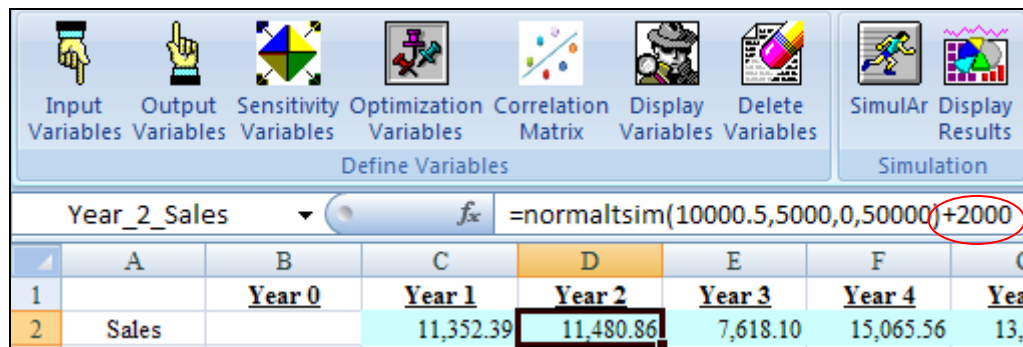 Input Output Sensitivity Optimization Correlation Display Delete SimulAr Display
Variables Variables Variables Variables Matrix Variables Variables Results
Define Variables Simulation
Year_2_Sales fx =normaltsim(10000.5,5000,0,50000)+2000
A B C D E F
1 Year 0 Year 1 Year 2 Year 3 Year 4
2 Sales 11,352.39 11,480.86 7,618.10 15,065.56 13,